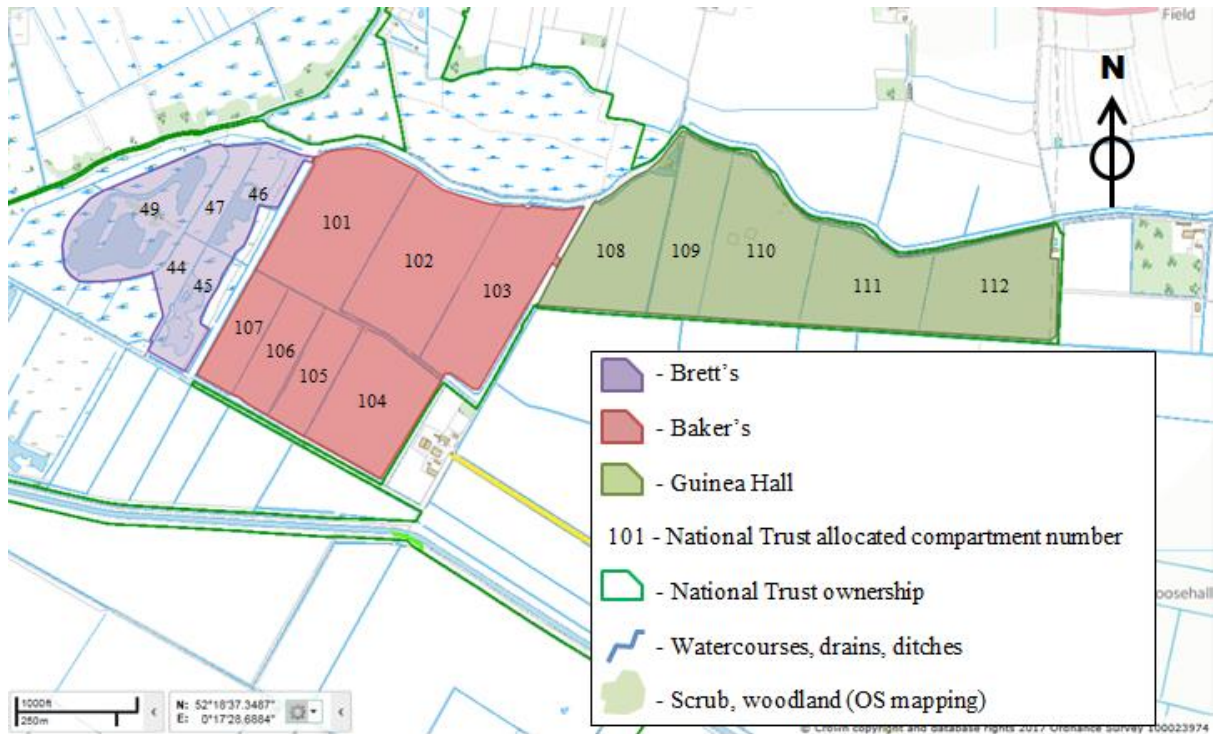 Field
N
49
47
46
44
45
101
102
103
107
106
105
104
108
109
110
111
112
- Brett's
- Baker's
- Guinea Hall
101 - National Trust allocated compartment number
- National Trust ownership
- Watercourses, drains, ditches
- Scrub, woodland (OS mapping)
oosehall
1000ft
250m
N: 52°18'37.3487"
E: 0°17'28.6884"
© Crown copyright and database rights 2017 Ordnance Survey 100023974